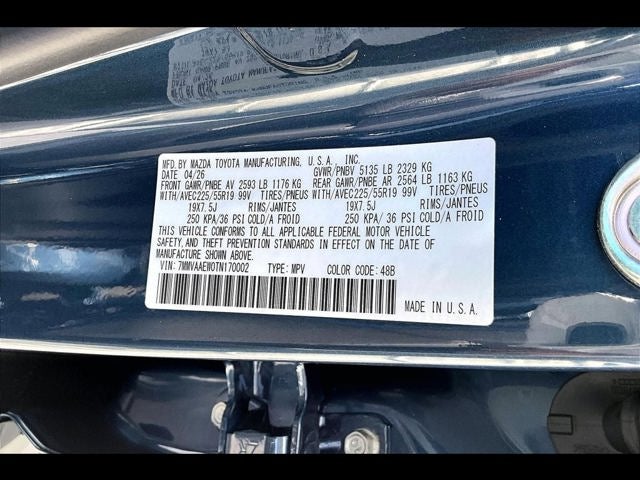 MFD. BY MAZDA TOYOTA MANUFACTURING, U.S.A., INC.
DATE 04/26 GVWR/PNBV 5135 LB 2329 KG
FRONT GAWR/PNBE AV 2593 LB 1176 KG REAR GAWR/PNBE AR 2564 LB 1163 KG
WITH/AVEC225/55R19 99V TIRES/PNEUS WITH/AVEC225/55R19 99V TIRES/PNEUS
19X7.5J RIMS/JANTES 19X7.5J RIMS/JANTES
250 KPA/36 PSI COLD/A FROID 250 KPA/ 36 PSI COLD/A FROID
THIS VEHICLE CONFORMS TO ALL APPLICABLE FEDERAL MOTOR VEHICLE
SAFETY, AND THEFT PREVENTION STANDARDS IN EFFECT ON THE DATE OF
MANUFACTURE SHOWN ABOVE.
VIN: 7MMVAAEW0TN170002 TYPE: MPV COLOR CODE: 48B
MADE IN U.S.A.